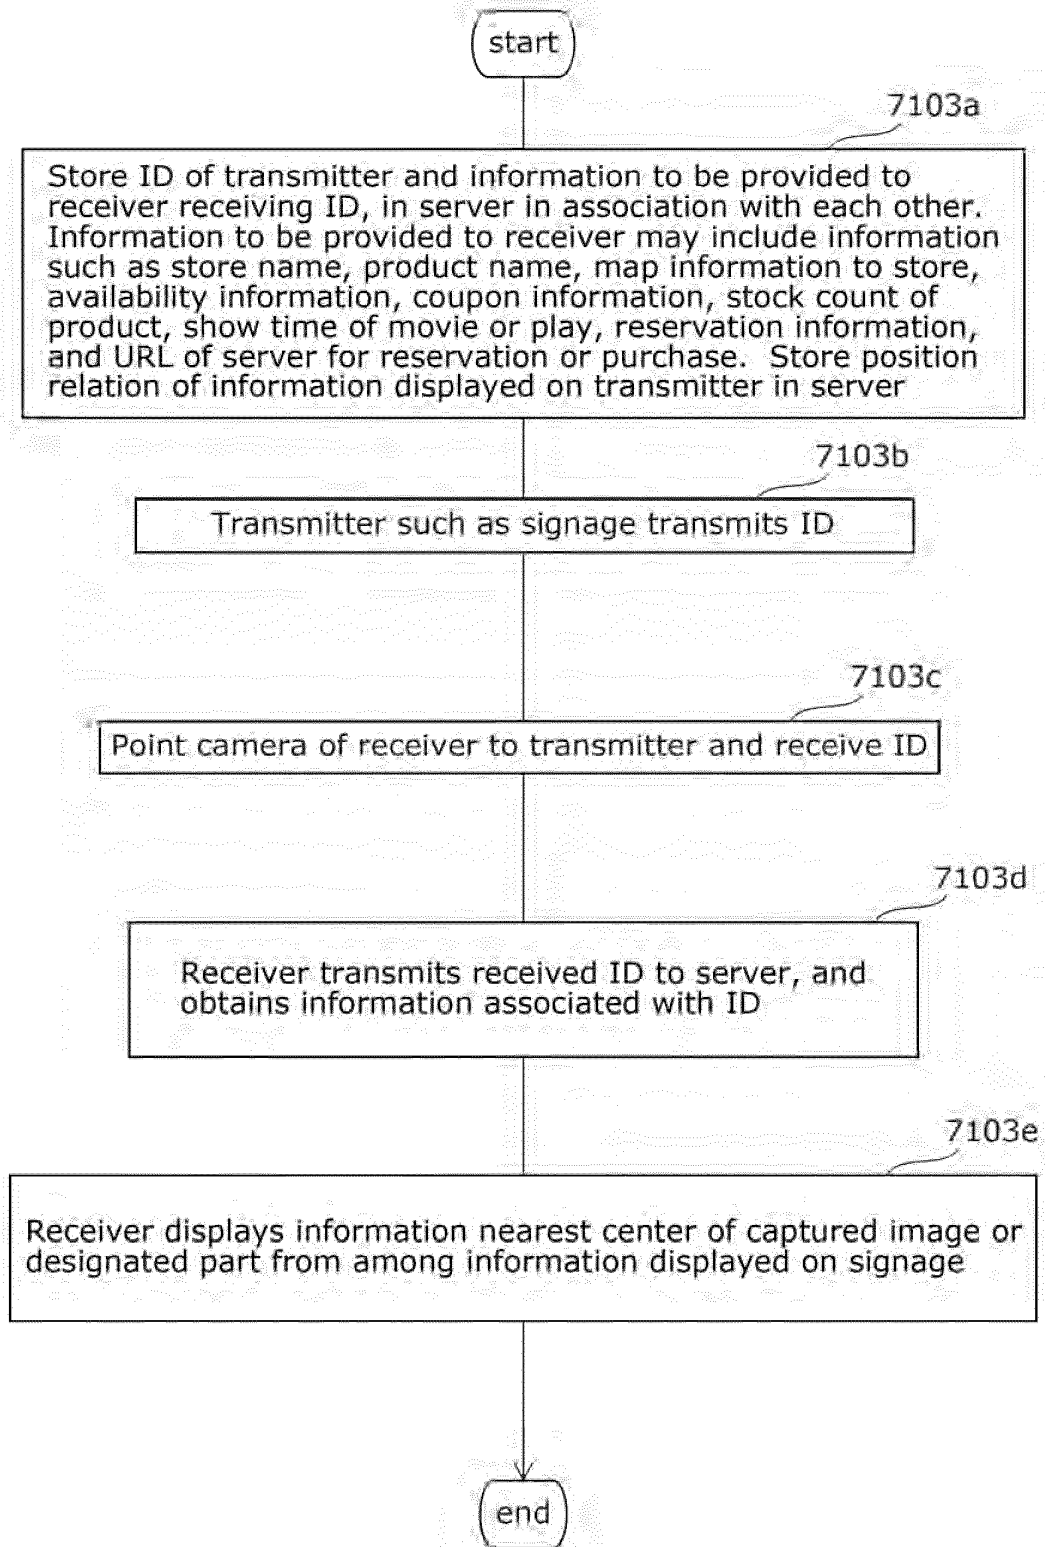 start
7103a
Store ID of transmitter and information to be provided to
receiver receiving ID, in server in association with each other.
Information to be provided to receiver may include information
such as store name, product name, map information to store,
availability information, coupon information, stock count of
product, show time of movie or play, reservation information,
and URL of server for reservation or purchase.  Store position
relation of information displayed on transmitter in server
7103b
Transmitter such as signage transmits ID
7103c
Point camera of receiver to transmitter and receive ID
7103d
Receiver transmits received ID to server, and
obtains information associated with ID
7103e
Receiver displays information nearest center of captured image or
designated part from among information displayed on signage
end